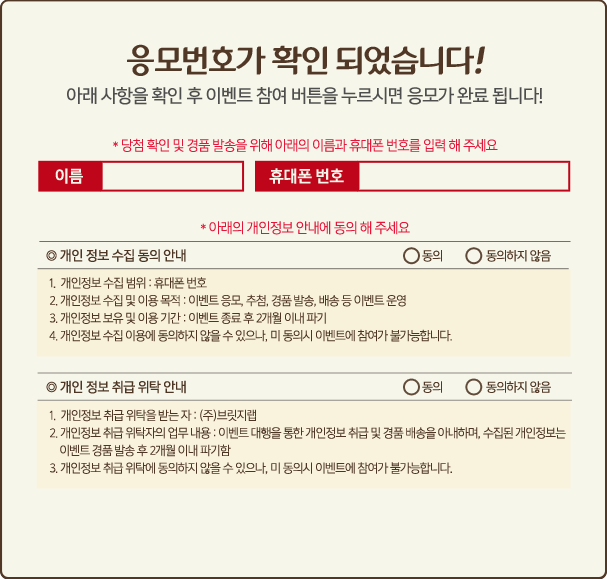 응모번호가 확인 되었습니다!
아래 사항을 확인 후 이벤트 참여 버튼을 누르시면 응모가 완료 됩니다!
* 당첨 확인 및 경품 발송을 위해 아래의 이름과 휴대폰 번호를 입력 해 주세요
이름 휴대폰 번호
* 아래의 개인정보 안내에 동의 해 주세요
◎ 개인 정보 수집 동의 안내 ○ 동의 ○ 동의하지 않음
1. 개인정보 수집 범위 : 휴대폰 번호
2. 개인정보 수집 및 이용 목적 : 이벤트 응모, 추첨, 경품 발송, 배송 등 이벤트 운영
3. 개인정보 보유 및 이용 기간 : 이벤트 종료 후 2개월 이내 파기
4. 개인정보 수집 이용에 동의하지 않을 수 있으나, 미 동의시 이벤트에 참여가 불가능합니다.
◎ 개인 정보 취급 위탁 안내 ○ 동의 ○ 동의하지 않음
1. 개인정보 취급 위탁을 받는 자 : (주)브릿지랩
2. 개인정보 취급 위탁자의 업무 내용 : 이벤트 대행을 통한 개인정보 취급 및 경품 배송을 아내하며, 수집된 개인정보는
이벤트 경품 발송 후 2개월 이내 파기함
3. 개인정보 취급 위탁에 동의하지 않을 수 있으나, 미 동의시 이벤트에 참여가 불가능합니다.